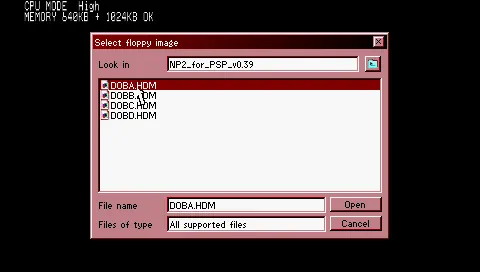 CPU MODE  High
MEMORY 640KB + 1024KB OK
Select floppy image
Look in NP2_for_PSP_v0.39
DOBA.HDM
DOBB.HDM
DOBC.HDM
DOBD.HDM
File name DOBA.HDM Open
Files of type All supported files Cancel